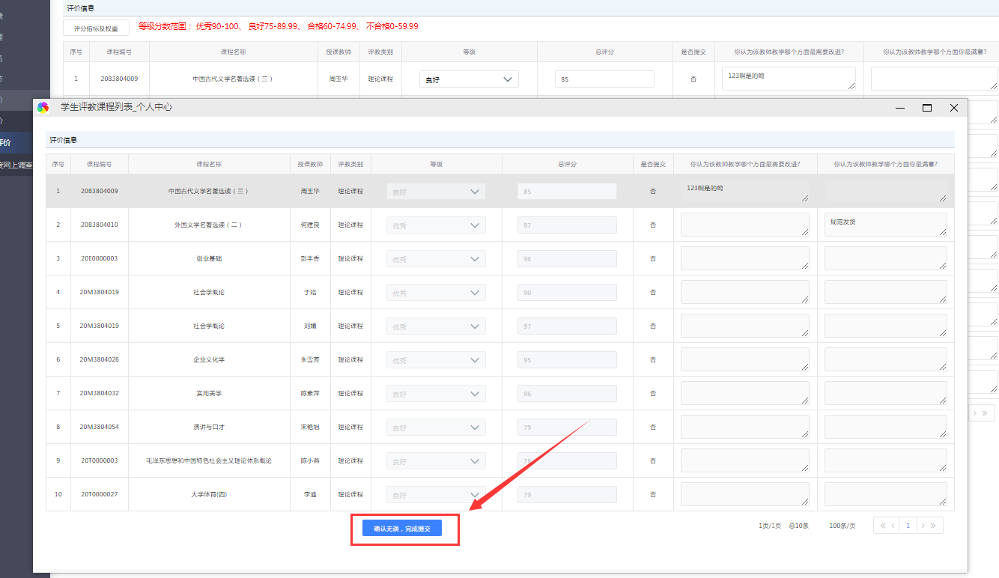 评价信息
评分指标及权重 等级分数范围： 优秀90-100、 良好75-89.99、 合格60-74.99、 不合格0-59.99
序号 课程编号 课程名称 授课教师 评教类别 等级 总评分 是否提交 你认为该教师教学哪个方面最需要改进? 你认为该教师教学哪个方面你最满意?
1 20B3804009 中国古代文学名著选读（三） 周玉华 理论课程 良好 85 否 123啊是的哟
价
价
评价
度网上调查
学生评教课程列表_个人中心
评价信息
序号 课程编号 课程名称 授课教师 评教类别 等级 总评分 是否提交 你认为该教师教学哪个方面最需要改进? 你认为该教师教学哪个方面你最满意?
1 20B3804009 中国古代文学名著选读（三） 周玉华 理论课程 良好 85 否 123啊是的哟
2 20B3804010 外国文学名著选读（二） 何建良 理论课程 优秀 97 否 规范发货
3 20E0000003 创业基础 彭丰香 理论课程 优秀 96 否
4 20M3804019 社会学概论 于皓 理论课程 优秀 90 否
5 20M3804019 社会学概论 刘婧 理论课程 优秀 97 否
6 20M3804026 企业文化学 朱雪芳 理论课程 优秀 95 否
7 20M3804032 实用美学 陈素萍 理论课程 良好 86 否
8 20M3804054 演讲与口才 宋艳旭 理论课程 良好 79 否
9 20T0000003 毛泽东思想和中国特色社会主义理论体系概论 陈小燕 理论课程 良好 78 否
10 20T0000027 大学体育(四) 李通 理论课程 良好 79 否
确认无误，完成提交 1页/1页 总10条 100条/页 « ‹ 1 › »